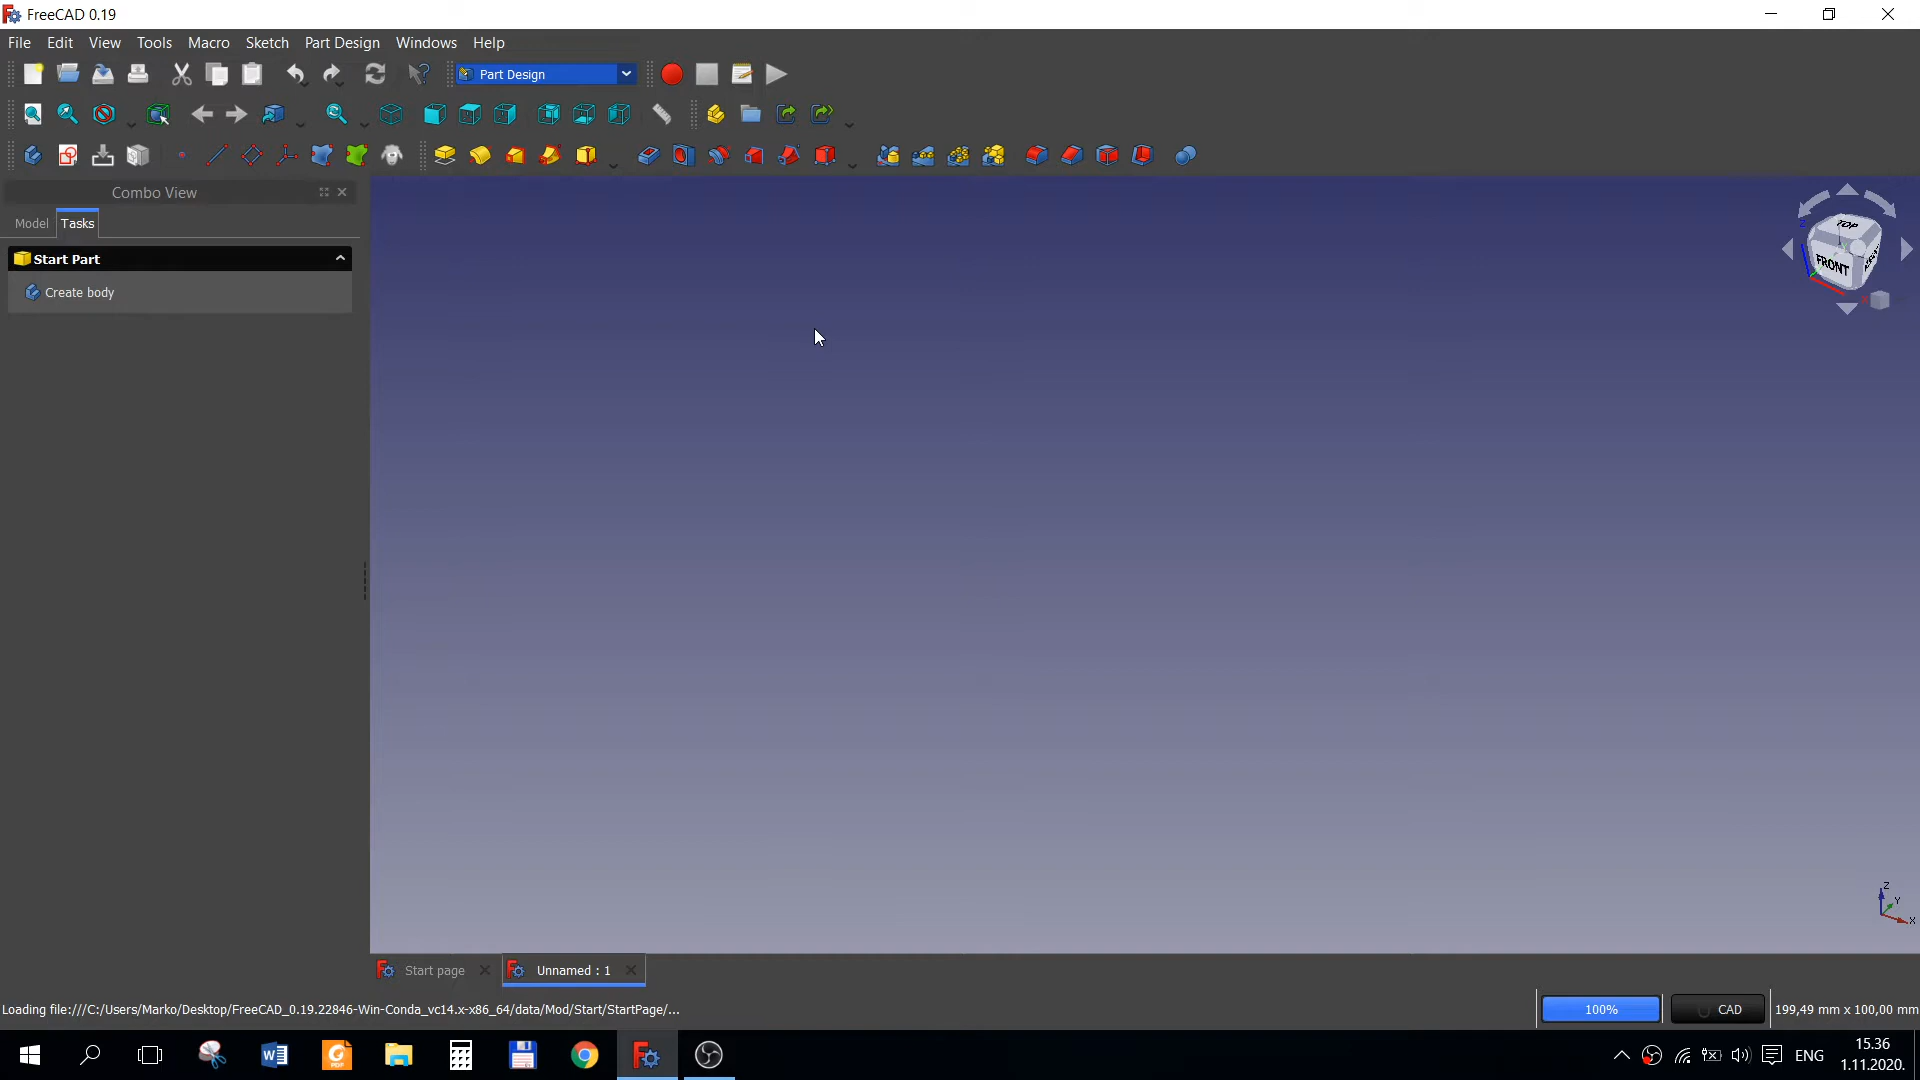 FreeCAD 0.19
File Edit View Tools Macro Sketch Part Design Windows Help
Part Design
Combo View
Model Tasks
Start Part
Create body
TOP
FRONT
Z
Z
Y
X
Start page Unnamed : 1
Loading file:///C:/Users/Marko/Desktop/FreeCAD_0.19.22846-Win-Conda_vc14.x-x86_64/data/Mod/Start/StartPage/...
100% CAD 199,49 mm x 100,00 mm
ENG
15.36
1.11.2020.